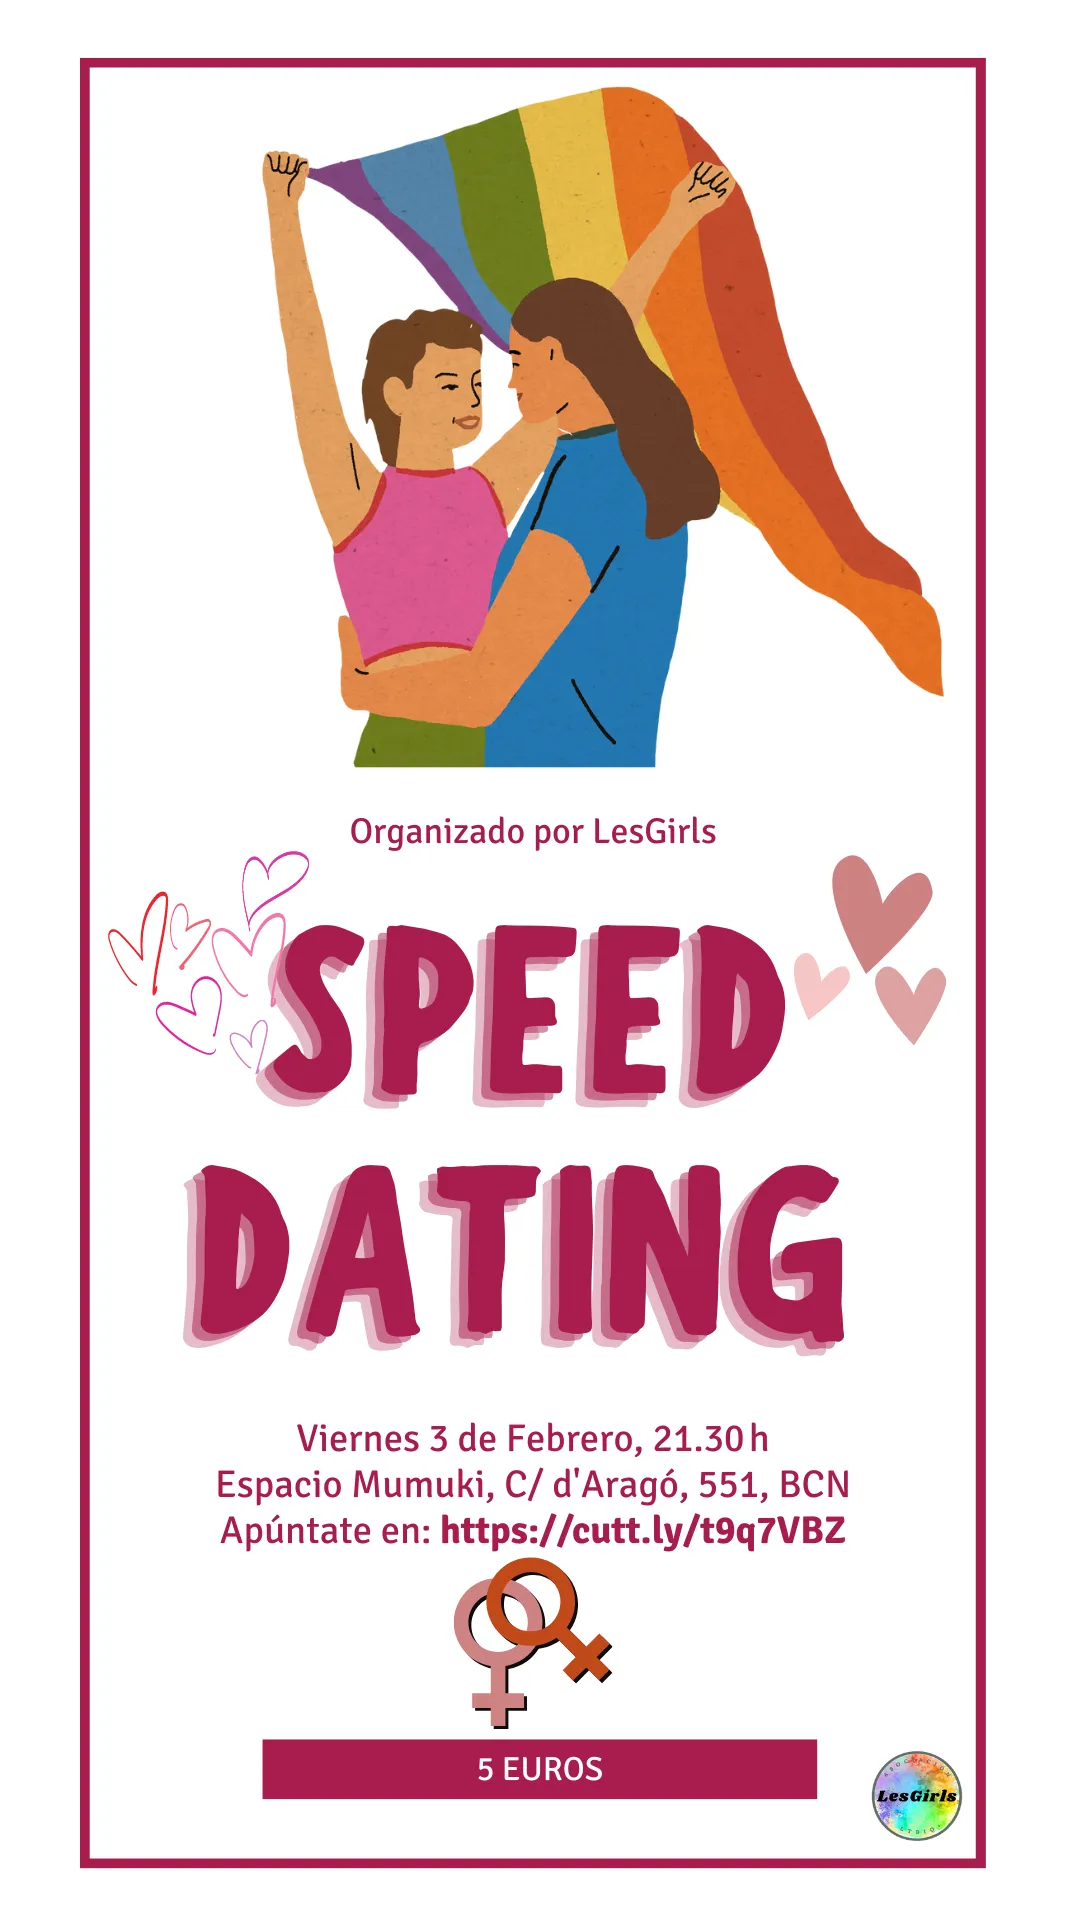 Organizado por LesGirls
SPEED
DATING
Viernes 3 de Febrero, 21.30 h
Espacio Mumuki, C/ d'Aragó, 551, BCN
Apúntate en: https://cutt.ly/t9q7VBZ
5 EUROS
ASOCIACIÓN
LesGirls